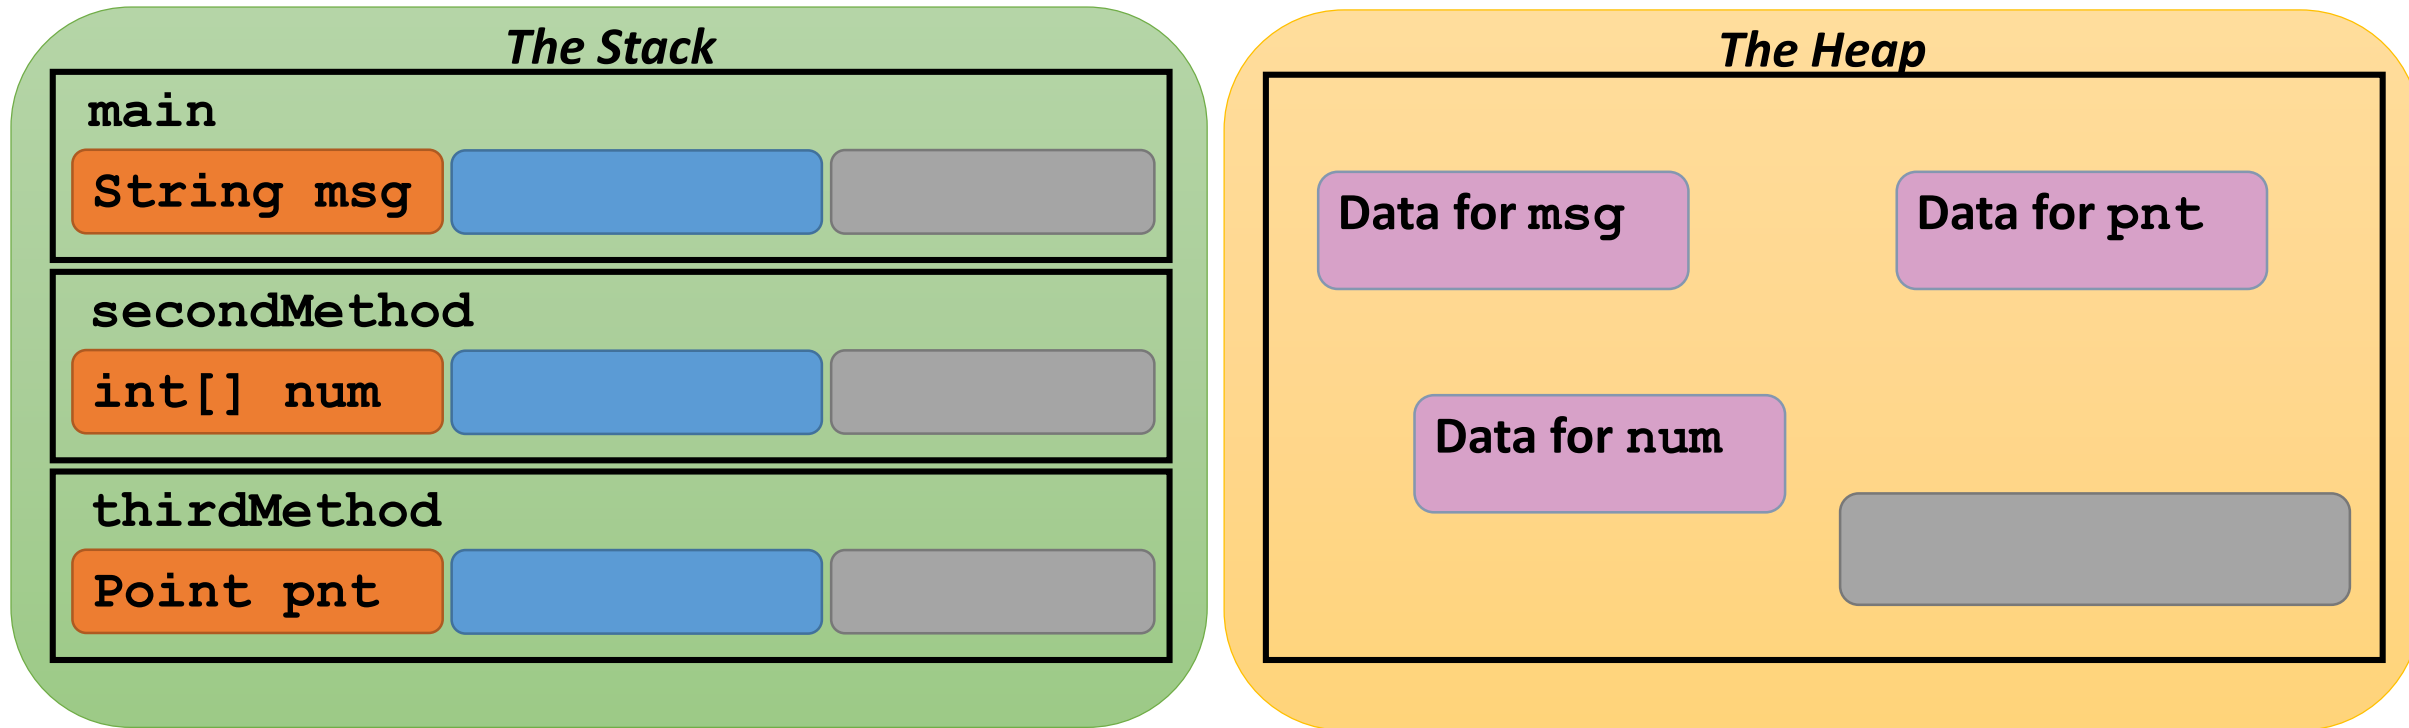 The Stack
main
String msg
secondMethod
int[] num
thirdMethod
Point pnt
The Heap
Data for msg
Data for pnt
Data for num